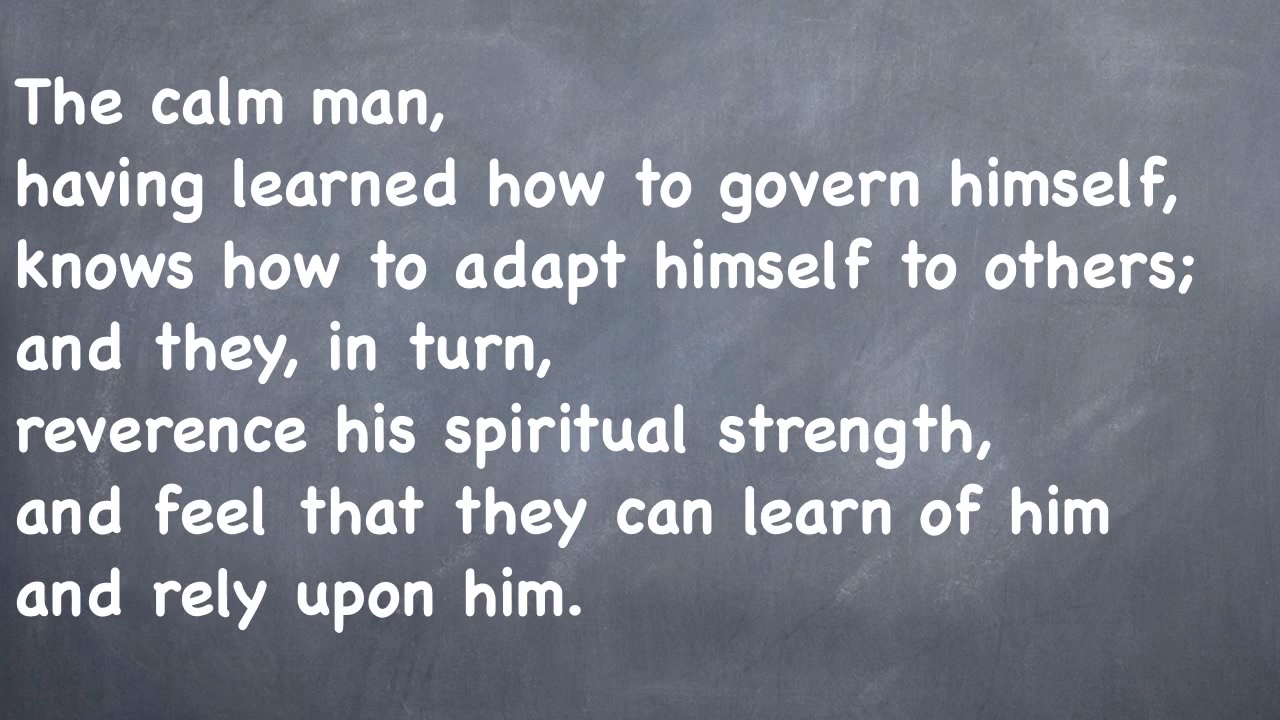 The calm man,
having learned how to govern himself,
knows how to adapt himself to others;
and they, in turn,
reverence his spiritual strength,
and feel that they can learn of him
and rely upon him.